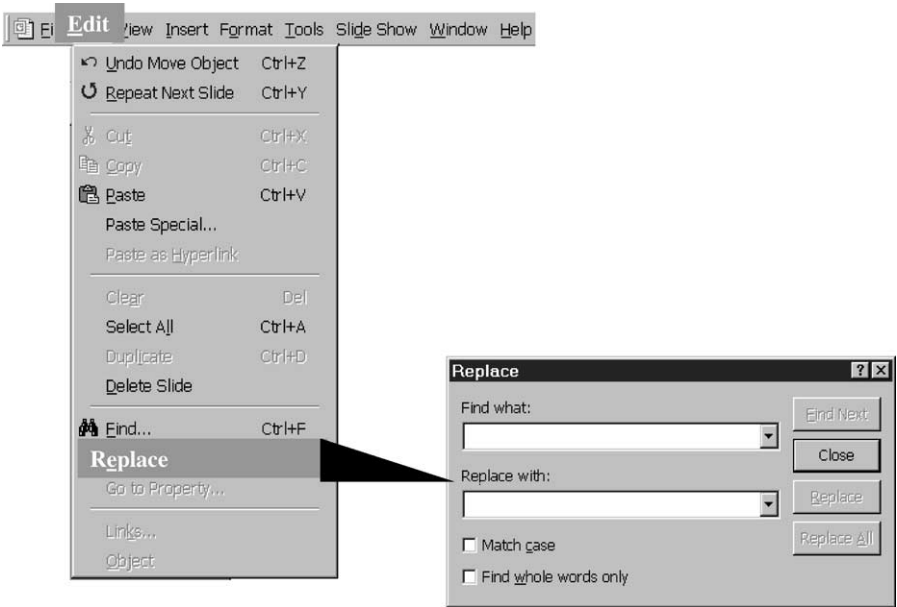 Fi Edit View Insert Format Tools Slide Show Window Help
Undo Move Object Ctrl+Z
Repeat Next Slide Ctrl+Y
Cut Ctrl+X
Copy Ctrl+C
Paste Ctrl+V
Paste Special...
Paste as Hyperlink
Clear Del
Select All Ctrl+A
Duplicate Ctrl+D
Delete Slide
Find... Ctrl+F
Replace
Go to Property...
Links...
Object
Replace ? X
Find what:
Find Next
Close
Replace with:
Replace
Replace All
Match case
Find whole words only